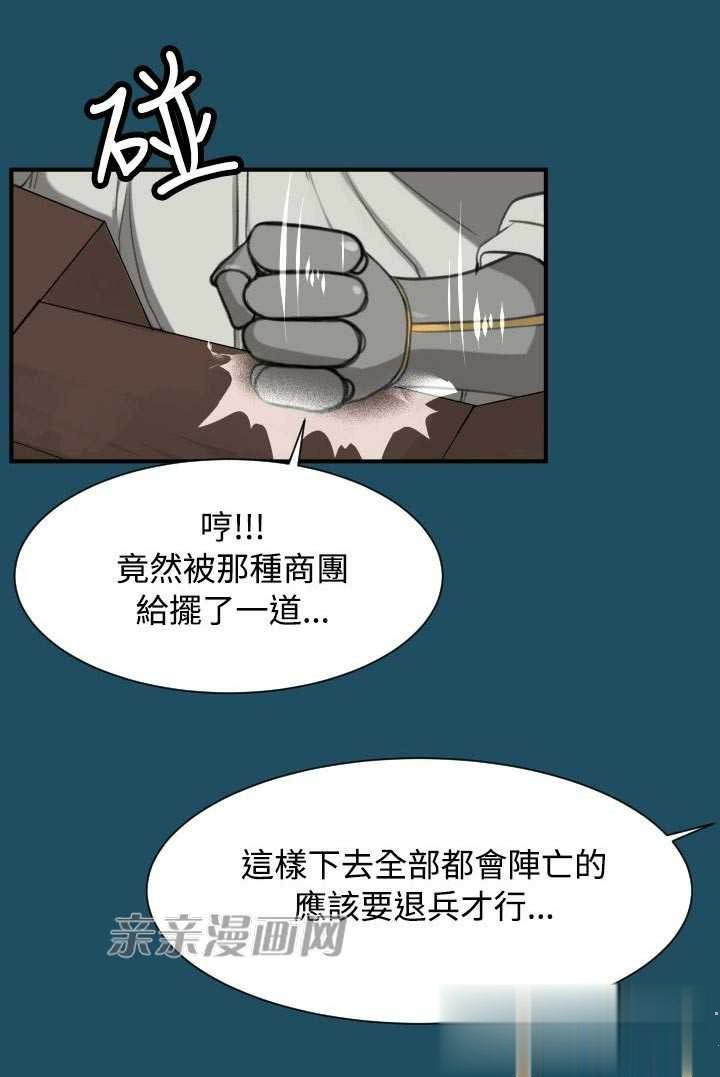 碰
哼!!!
竟然被那種商團
給擺了一道...
這樣下去全部都會陣亡的
應該要退兵才行...
亲亲漫画网